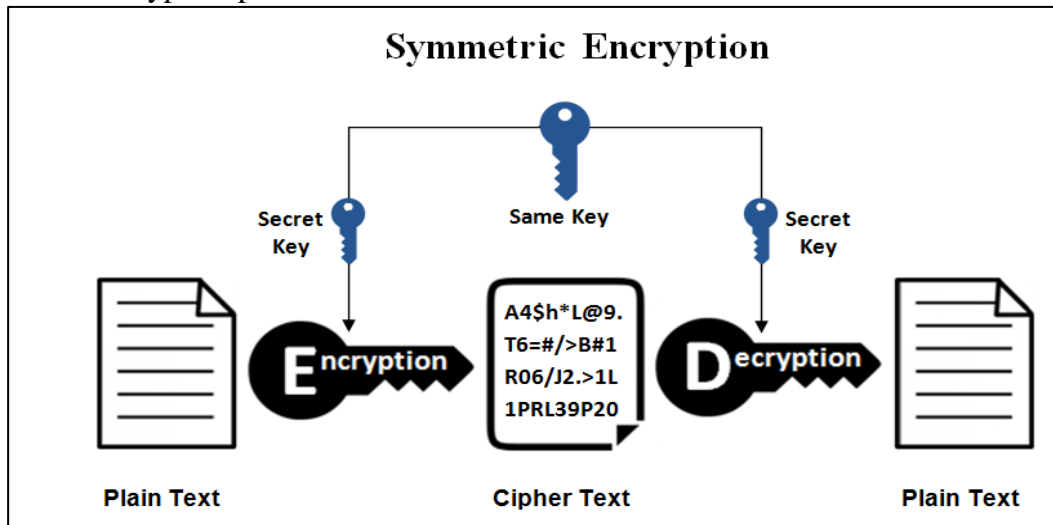 Symmetric Encryption
Secret
Key
Same Key
Secret
Key
Encryption
A4$h*L@9.
T6=#/>B#1
R06/J2.>1L
1PRL39P20
Decryption
Plain Text
Cipher Text
Plain Text